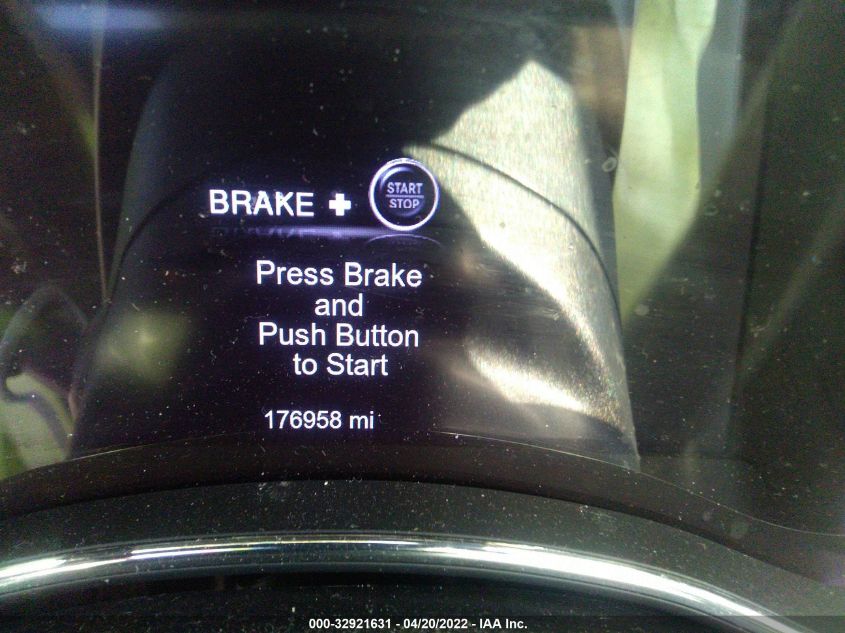 BRAKE + START STOP
Press Brake
and
Push Button
to Start
176958 mi
000-32921631 - 04/20/2022 - IAA Inc.